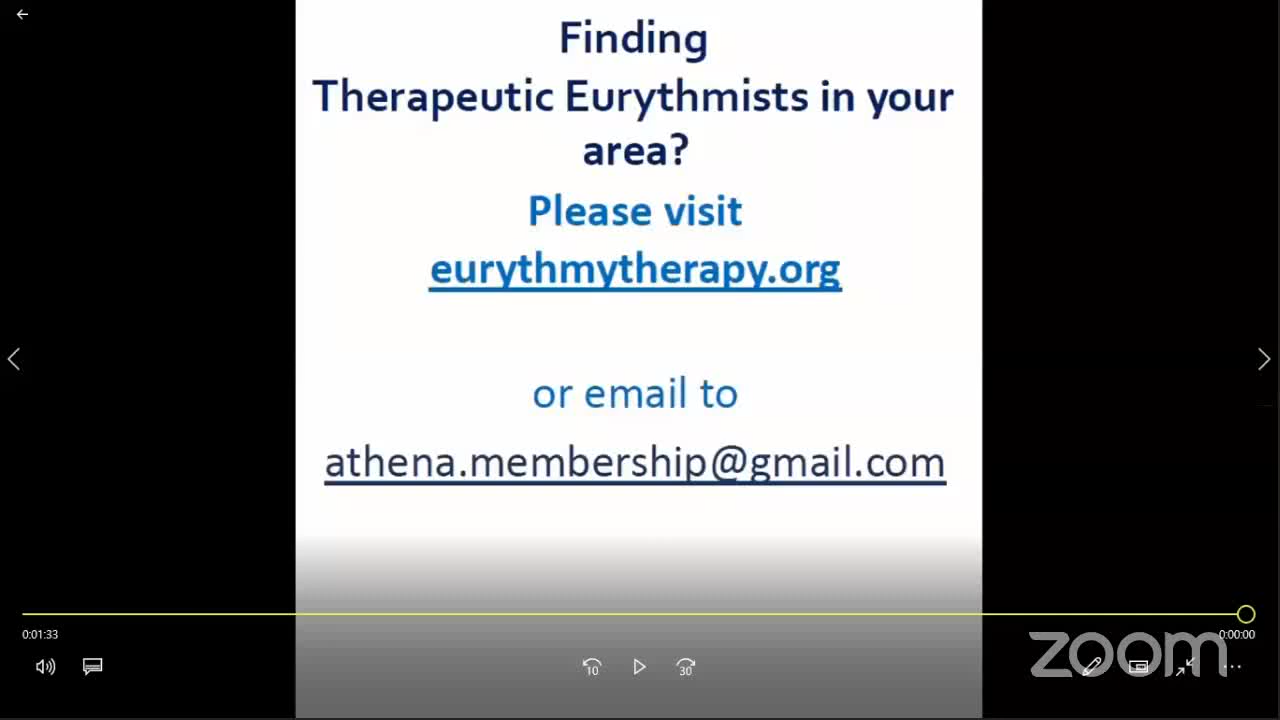 Finding
Therapeutic Eurythmists in your
area?
Please visit
eurythmytherapy.org
or email to
athena.membership@gmail.com
0:01:33
0:00:00
10
30
zoom